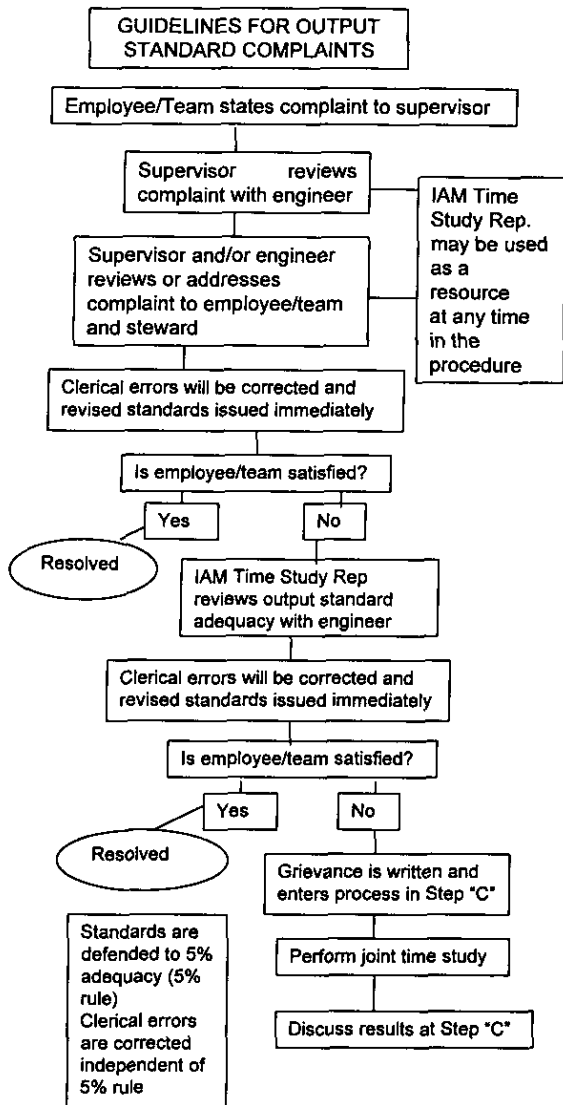 GUIDELINES FOR OUTPUT
STANDARD COMPLAINTS
Employee/Team states complaint to supervisor
Supervisor reviews
complaint with engineer
IAM Time
Study Rep.
may be used
as a
resource
at any time
in the
procedure
Supervisor and/or engineer
reviews or addresses
complaint to employee/team
and steward
Clerical errors will be corrected and
revised standards issued immediately
Is employee/team satisfied?
Yes
No
Resolved
IAM Time Study Rep
reviews output standard
adequacy with engineer
Clerical errors will be corrected and
revised standards issued immediately
Is employee/team satisfied?
Yes
No
Resolved
Grievance is written and
enters process in Step "C"
Standards are
defended to 5%
adequacy (5%
rule)
Clerical errors
are corrected
independent of
5% rule
Perform joint time study
Discuss results at Step "C"